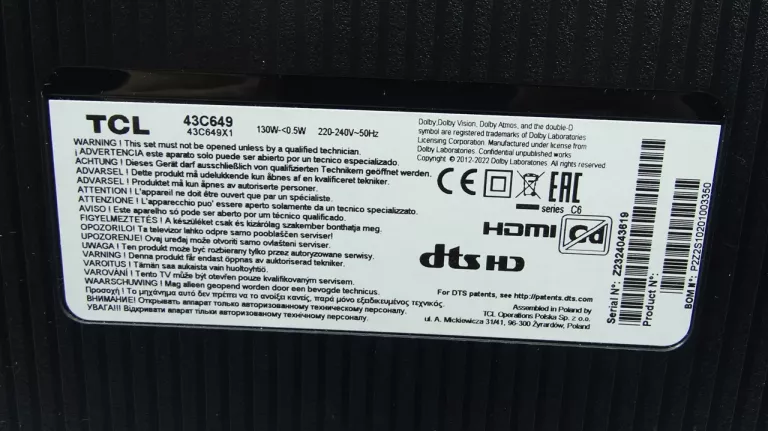 TCL
43C649
43C649X1
130W-<0.5W
220-240V~50Hz
WARNING ! This set must not be opened unless by a qualified technician.
¡ ADVERTENCIA este aparato solo puede ser abierto por un tecnico especializado.
ACHTUNG ! Dieses Gerät darf ausschliesslich von qualifizierten Technikern geöffnet werden.
ADVARSEL ! Dette produkt må udelukkende kun åbnes af en kvalificeret tekniker.
ADVARSEL ! Produktet må kun åpnes av autoriserte personer.
ATTENTION ! L'appareil ne doit être ouvert que par un spécialiste.
ATTENZIONE ! L'apparecchio puo' essere aperto solamente da un tecnico specializzato.
AVISO ! Este aparelho só pode ser aberto por um técnico qualificado.
FIGYELMEZTETÉS ! A készüléket csak és kizárólag szakember bonthatja meg.
OPOZORILO! Ta televizor lahko odpre samo pooblaščen serviser!
UPOZORENJE! Ovaj uređaj može otvoriti samo ovlašteni serviser.
UWAGA ! Ten produkt może być rozbierany tylko przez autoryzowane serwisy.
VARNING ! Denna produkt får endast öppnas av autoriserad tekniker.
VAROITUS ! Tämän saa aukaista vain huoltoyhtiö.
VAROVÁNÍ ! Tento TV může být otevřen pouze kvalifikovaným servisem.
WAARSCHUWING ! Mag alleen geopend worden door een bevoegde technici.
Προσοχή ! Το μηχάνημα αυτό δεν πρέπει να το ανοίξει κανείς, παρά μόνο εξειδικευμένος τεχνικός.
ВНИМАНИЕ! Открывать аппарат только авторизованному техническому персоналу.
УВАГА!!! Відкривати апарат тільки авторизованному технічному персоналу.
Dolby, Dolby Vision, Dolby Atmos, and the double-D
symbol are registered trademarks of Dolby Laboratories
Licensing Corporation. Manufactured under license from
Dolby Laboratories. Confidential unpublished works
Copyright © 2012-2022 Dolby Laboratories. All rights reserved
CE
EAC
series C6
HDMI
dts HD
For DTS patents, see http://patents.dts.com
Assembled in Poland by
TCL Operations Polska Sp. z o.o.
ul. A. Mickiewicza 31/41, 96-300 Żyrardów, Poland
Serial N°: Z2324043619
Product N°:
BOM N°: P2Z2S10201003350